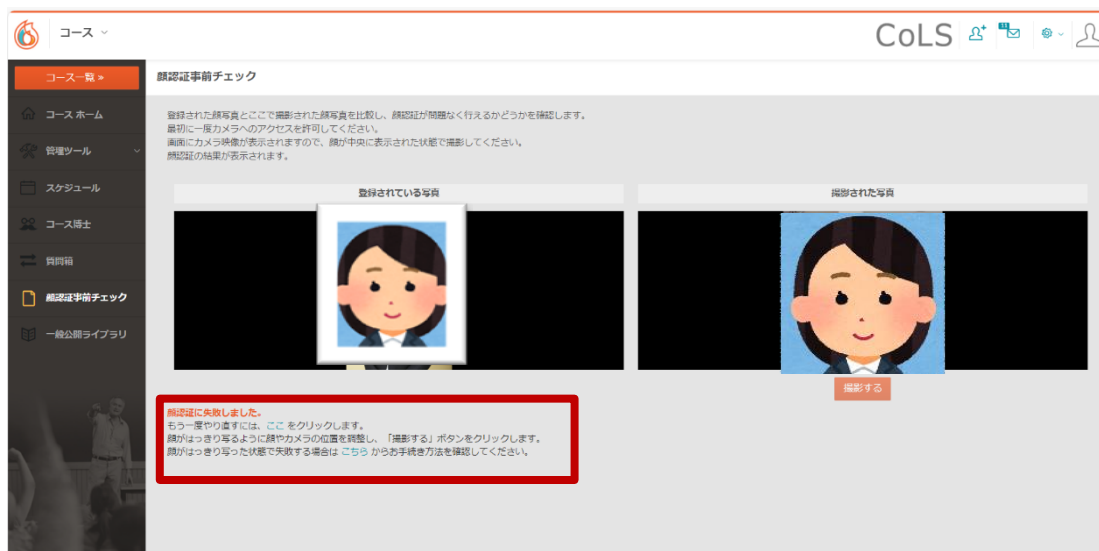 コース
CoLS
13
コース一覧 »
顔認証事前チェック
コース ホーム
管理ツール
スケジュール
コース博士
質問箱
顔認証事前チェック
一般公開ライブラリ
登録された顔写真とここで撮影された顔写真を比較し、顔認証が問題なく行えるかどうかを確認します。
最初に一度カメラへのアクセスを許可してください。
画面にカメラ映像が表示されますので、顔が中央に表示された状態で撮影してください。
顔認証の結果が表示されます。
登録されている写真
撮影された写真
撮影する
顔認証に失敗しました。
もう一度やり直すには、ここ をクリックします。
顔がはっきり写るように顔やカメラの位置を調整し、「撮影する」ボタンをクリックします。
顔がはっきり写った状態で失敗する場合は こちら からお手続き方法を確認してください。